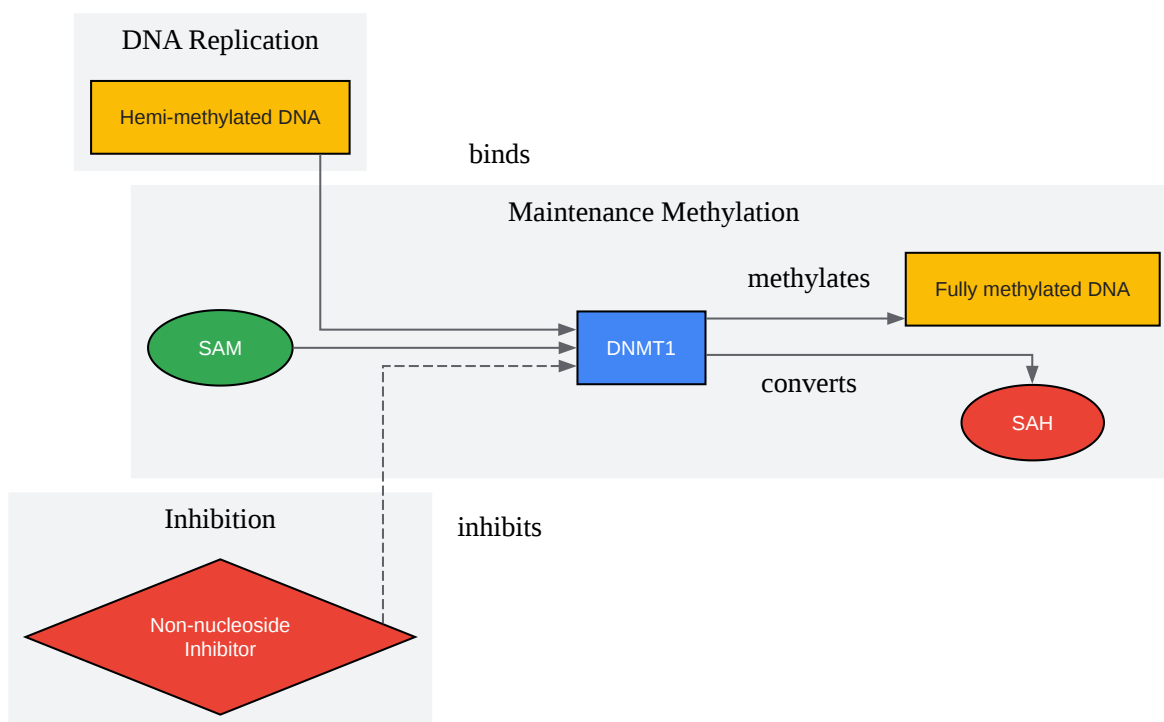 DNA Replication
Hemi-methylated DNA
binds
Maintenance Methylation
methylates
Fully methylated DNA
SAM
DNMT1
converts
SAH
Inhibition
inhibits
Non-nucleoside
Inhibitor